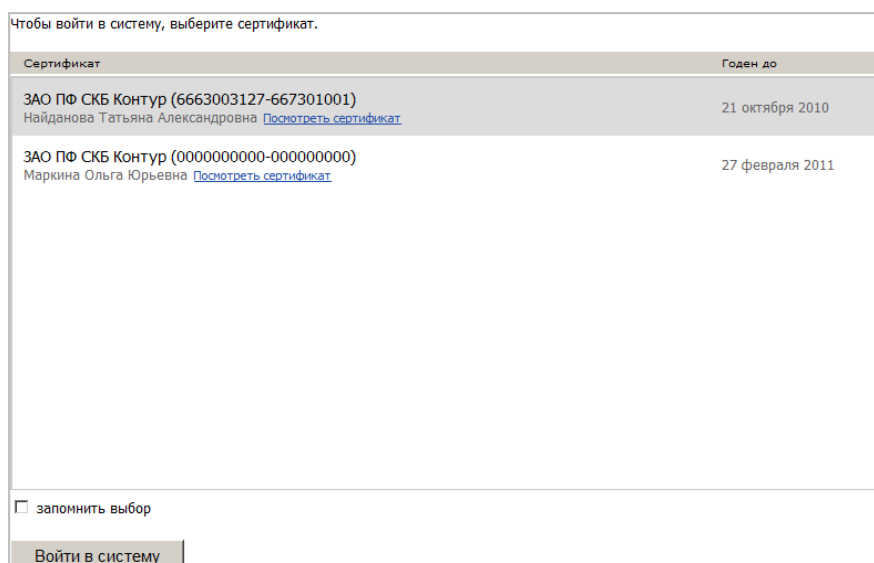 Чтобы войти в систему, выберите сертификат.
Сертификат Годен до
ЗАО ПФ СКБ Контур (6663003127-667301001)
Найданова Татьяна Александровна Посмотреть сертификат 21 октября 2010
ЗАО ПФ СКБ Контур (0000000000-000000000)
Маркина Ольга Юрьевна Посмотреть сертификат 27 февраля 2011
запомнить выбор
Войти в систему